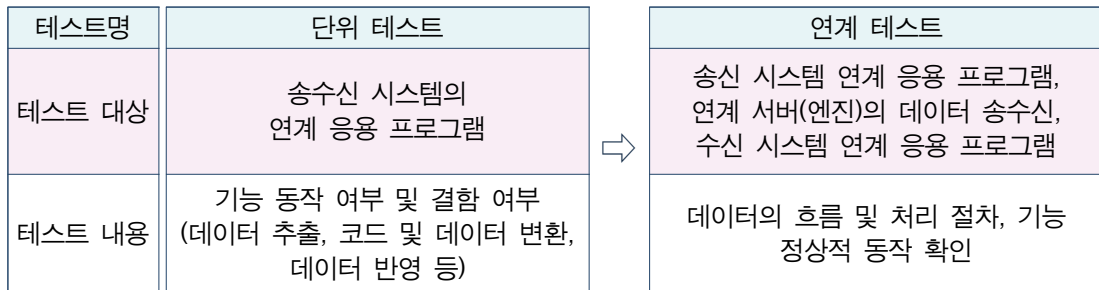 테스트명
단위 테스트
연계 테스트
테스트 대상
송수신 시스템의
연계 응용 프로그램
송신 시스템 연계 응용 프로그램,
연계 서버(엔진)의 데이터 송수신,
수신 시스템 연계 응용 프로그램
테스트 내용
기능 동작 여부 및 결함 여부
(데이터 추출, 코드 및 데이터 변환,
데이터 반영 등)
데이터의 흐름 및 처리 절차, 기능
정상적 동작 확인